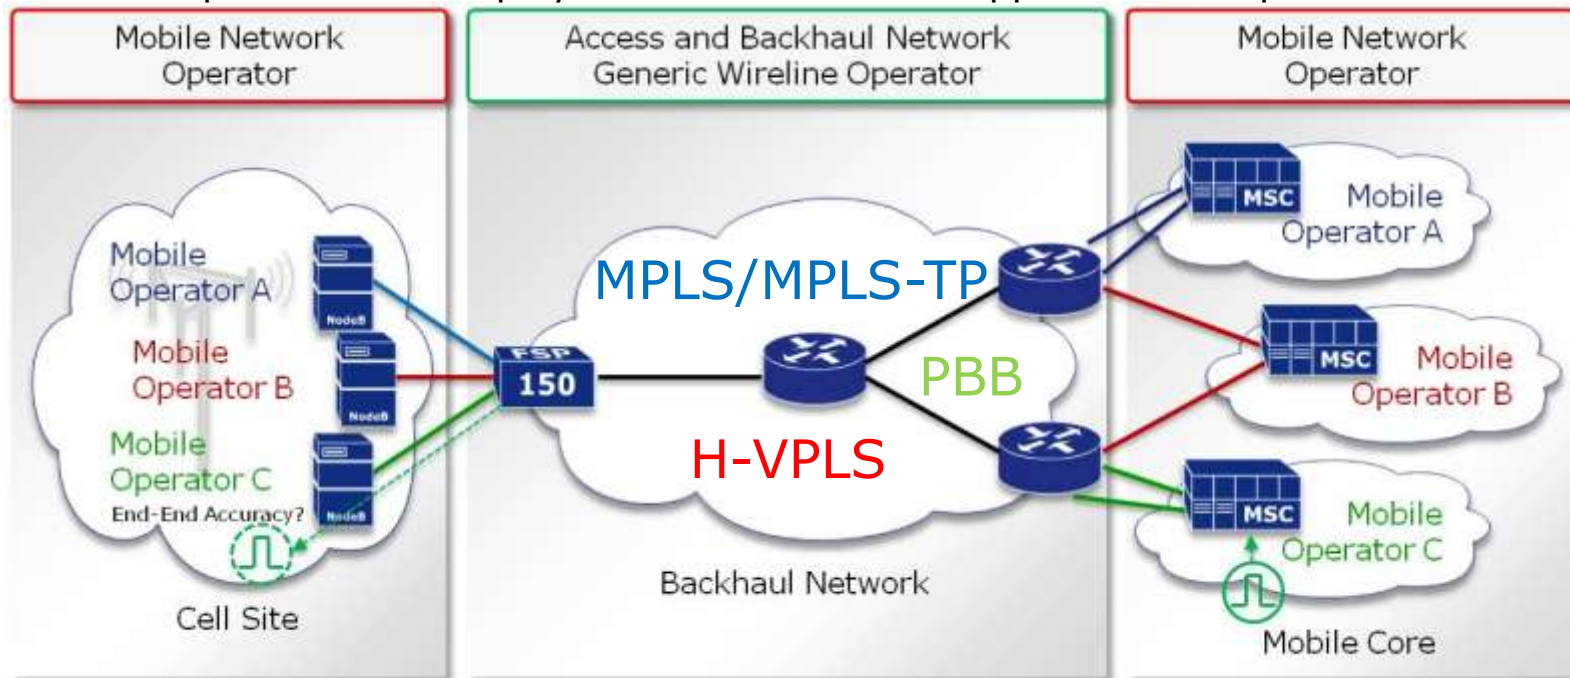 Mobile Network
Operator
Access and Backhaul Network
Generic Wireline Operator
Mobile Network
Operator
Mobile
Operator A
NodeB
Mobile
Operator B
NodeB
Mobile
Operator C
End-End Accuracy?
NodeB
Cell Site
FSP
150
MPLS/MPLS-TP
PBB
H-VPLS
Backhaul Network
MSC
Mobile
Operator A
MSC
Mobile
Operator B
MSC
Mobile
Operator C
Mobile Core